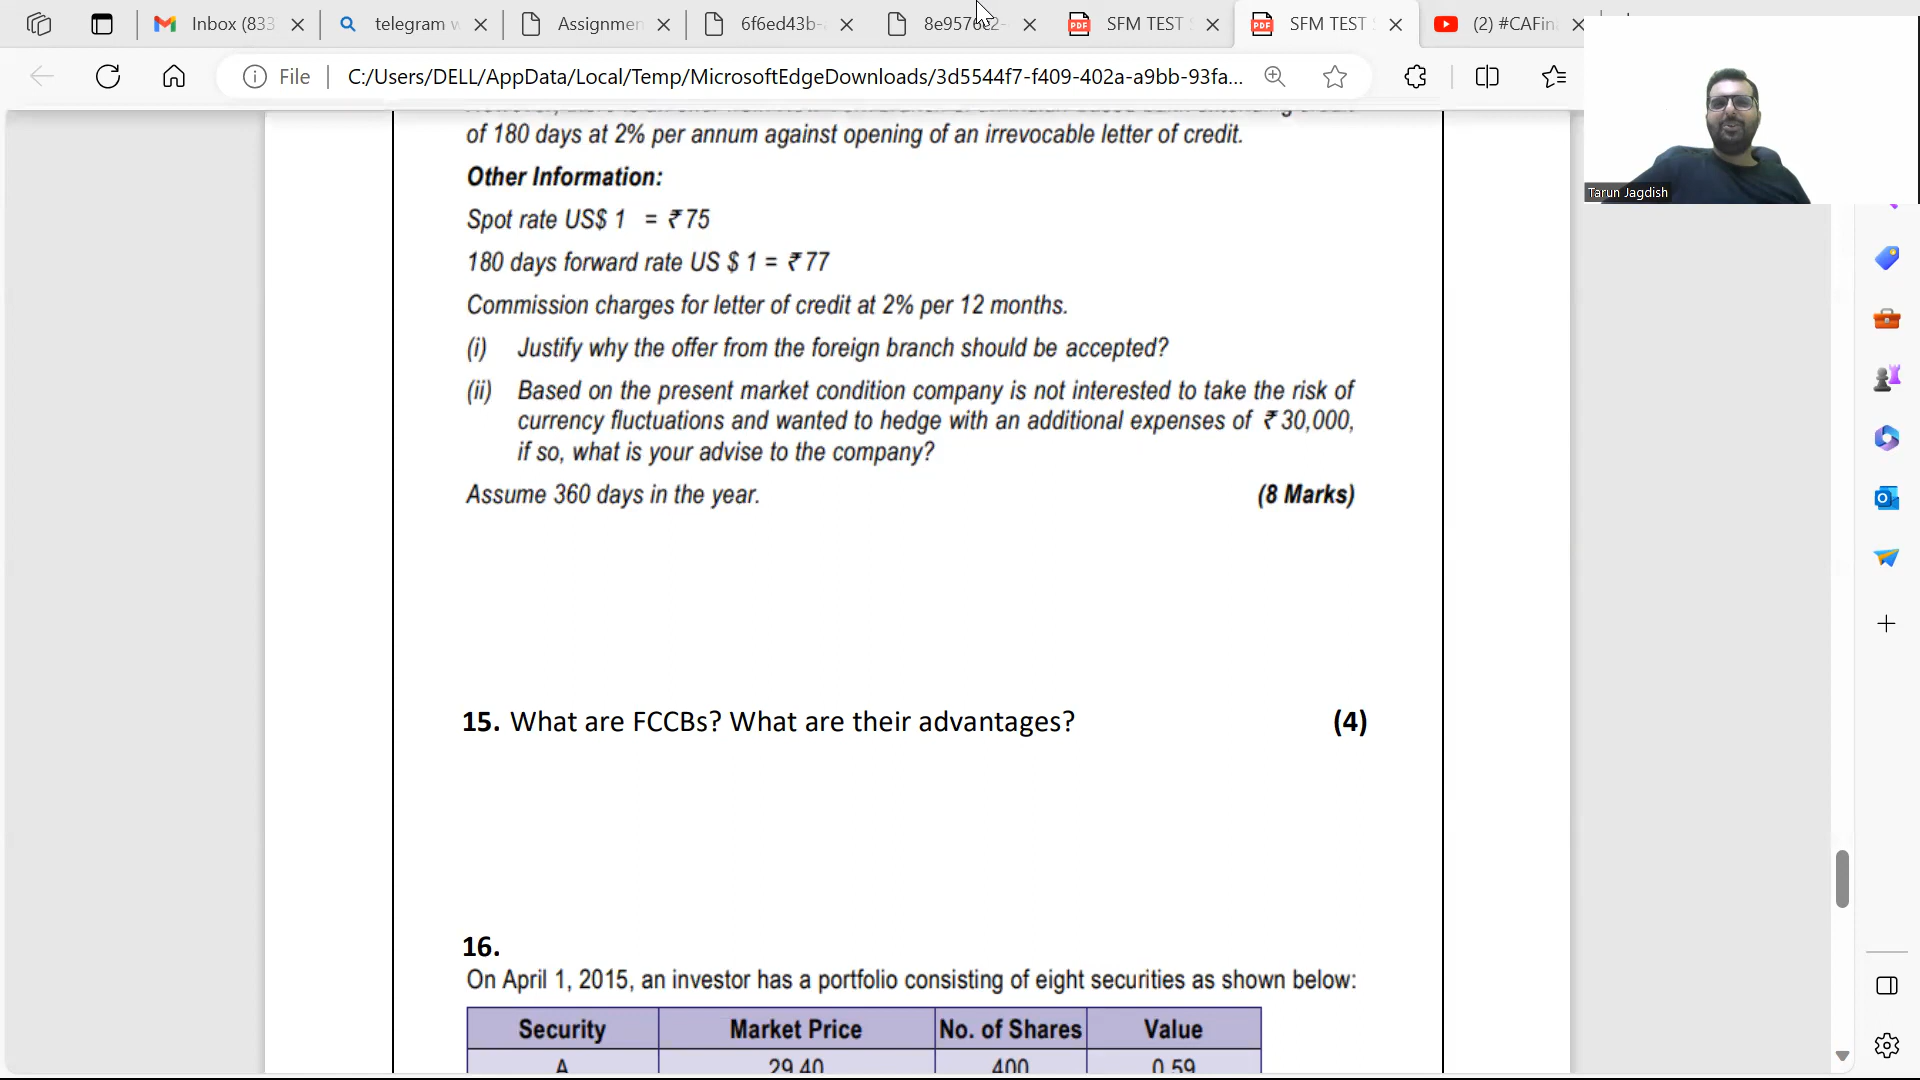 Inbox (833
telegram w
Assignmen
6f6ed43b-
SFM TEST
SFM TEST
(2) #CAFin
File
C:/Users/DELL/AppData/Local/Temp/MicrosoftEdgeDownloads/3d5544f7-f409-402a-a9bb-93fa...
Tarun Jagdish
of 180 days at 2% per annum against opening of an irrevocable letter of credit.
Other Information:
Spot rate US$ 1 = ₹ 75
180 days forward rate US $ 1 = ₹ 77
Commission charges for letter of credit at 2% per 12 months.
(i) Justify why the offer from the foreign branch should be accepted?
(ii) Based on the present market condition company is not interested to take the risk of
currency fluctuations and wanted to hedge with an additional expenses of ₹ 30,000,
if so, what is your advise to the company?
Assume 360 days in the year. (8 Marks)
15. What are FCCBs? What are their advantages? (4)
16.
On April 1, 2015, an investor has a portfolio consisting of eight securities as shown below:
Security Market Price No. of Shares Value
A 29.40 400 0.59